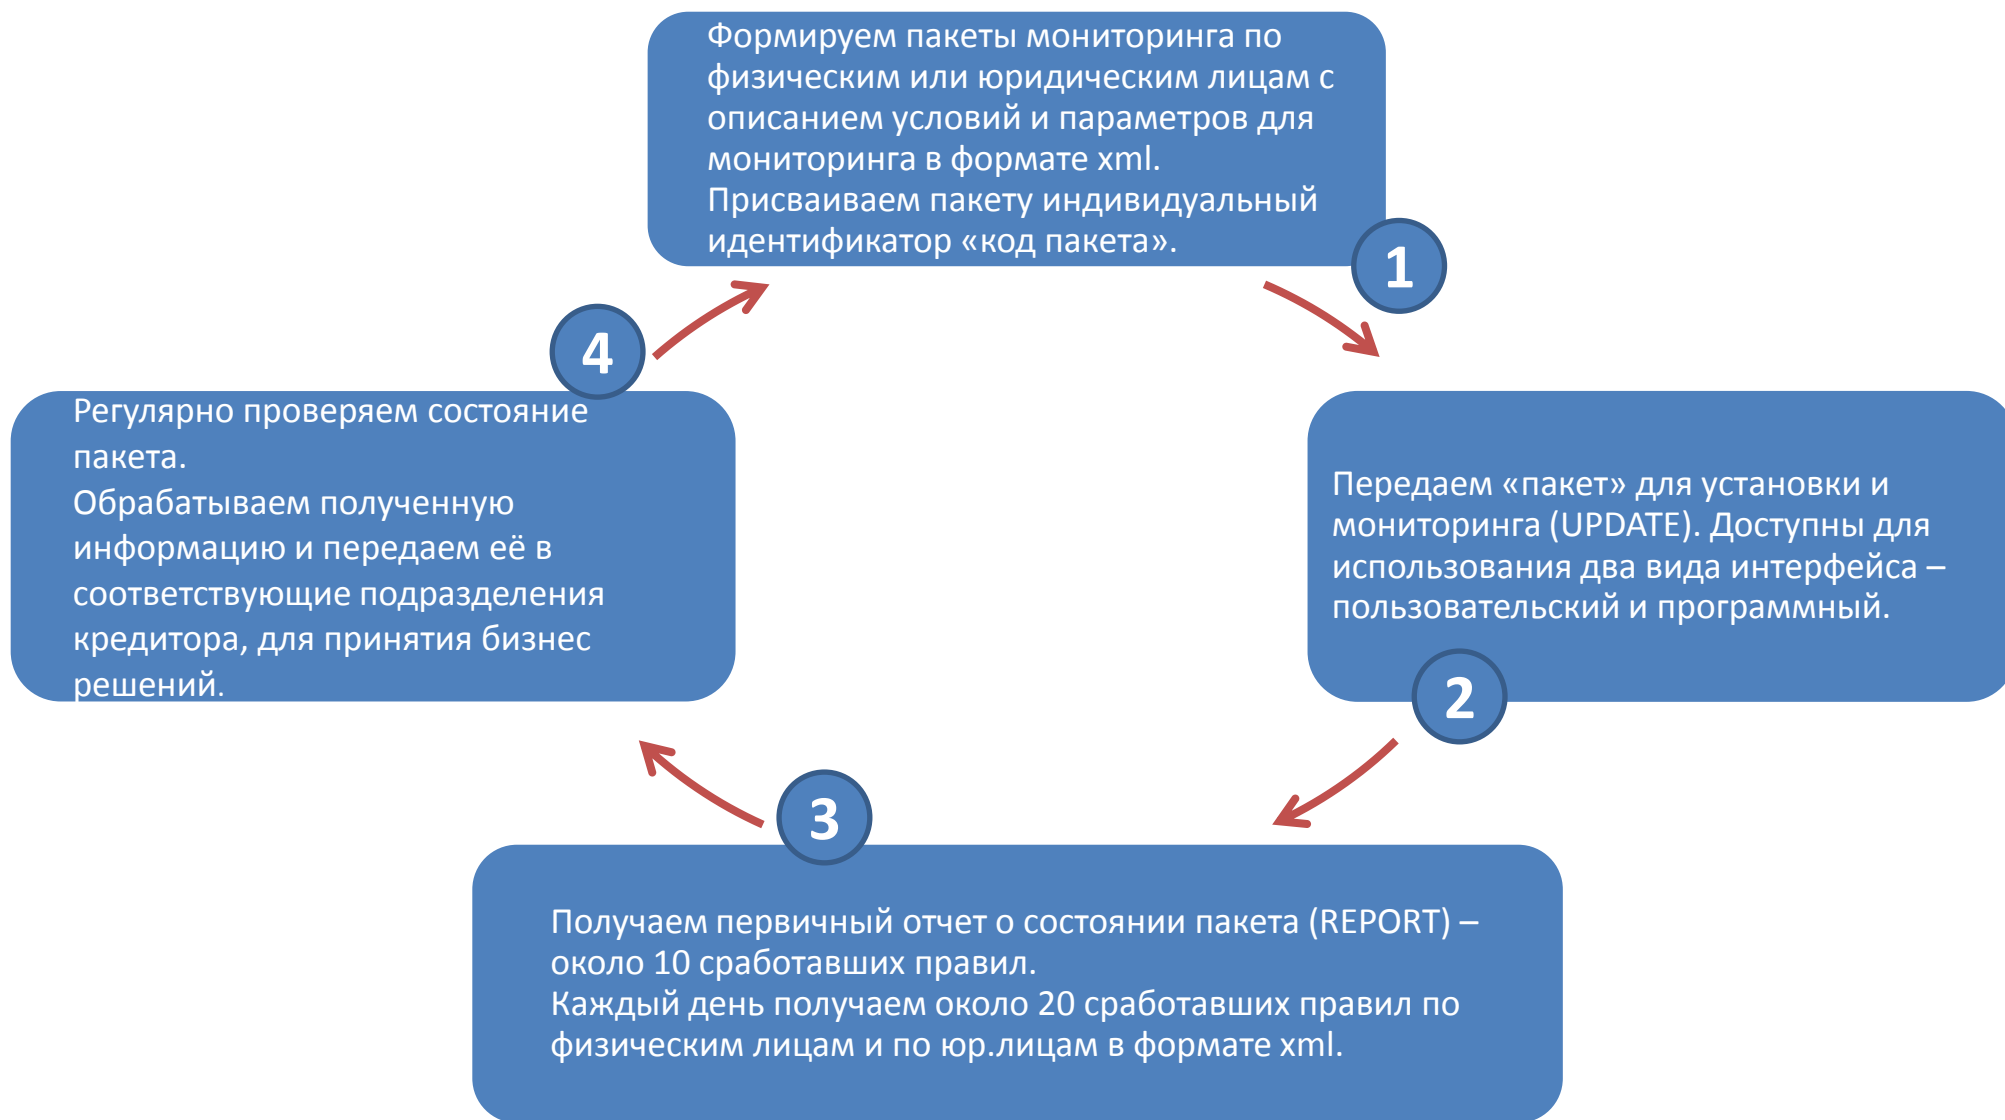 Формируем пакеты мониторинга по
физическим или юридическим лицам с
описанием условий и параметров для
мониторинга в формате xml.
Присваиваем пакету индивидуальный
идентификатор «код пакета».
1
Передаем «пакет» для установки и
мониторинга (UPDATE). Доступны для
использования два вида интерфейса –
пользовательский и программный.
2
3
Получаем первичный отчет о состоянии пакета (REPORT) –
около 10 сработавших правил.
Каждый день получаем около 20 сработавших правил по
физическим лицам и по юр.лицам в формате xml.
4
Регулярно проверяем состояние
пакета.
Обрабатываем полученную
информацию и передаем её в
соответствующие подразделения
кредитора, для принятия бизнес
решений.